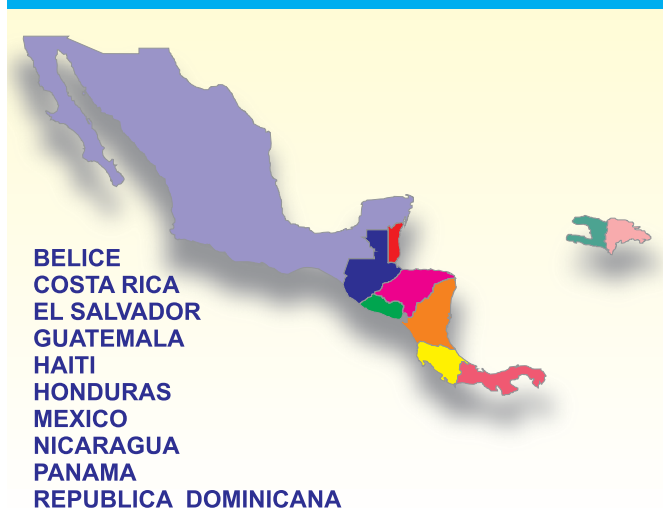 BELICE
COSTA RICA
EL SALVADOR
GUATEMALA
HAITI
HONDURAS
MEXICO
NICARAGUA
PANAMA
REPUBLICA DOMINICANA